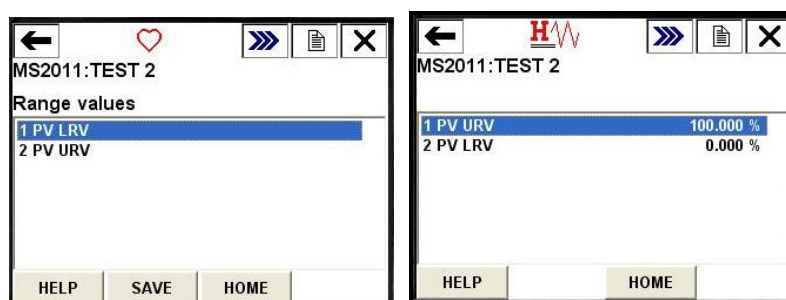 MS2011:TEST 2
Range values
1 PV LRV
2 PV URV
HELP SAVE HOME
H
MS2011:TEST 2
1 PV URV 100.000 %
2 PV LRV 0.000 %
HELP HOME